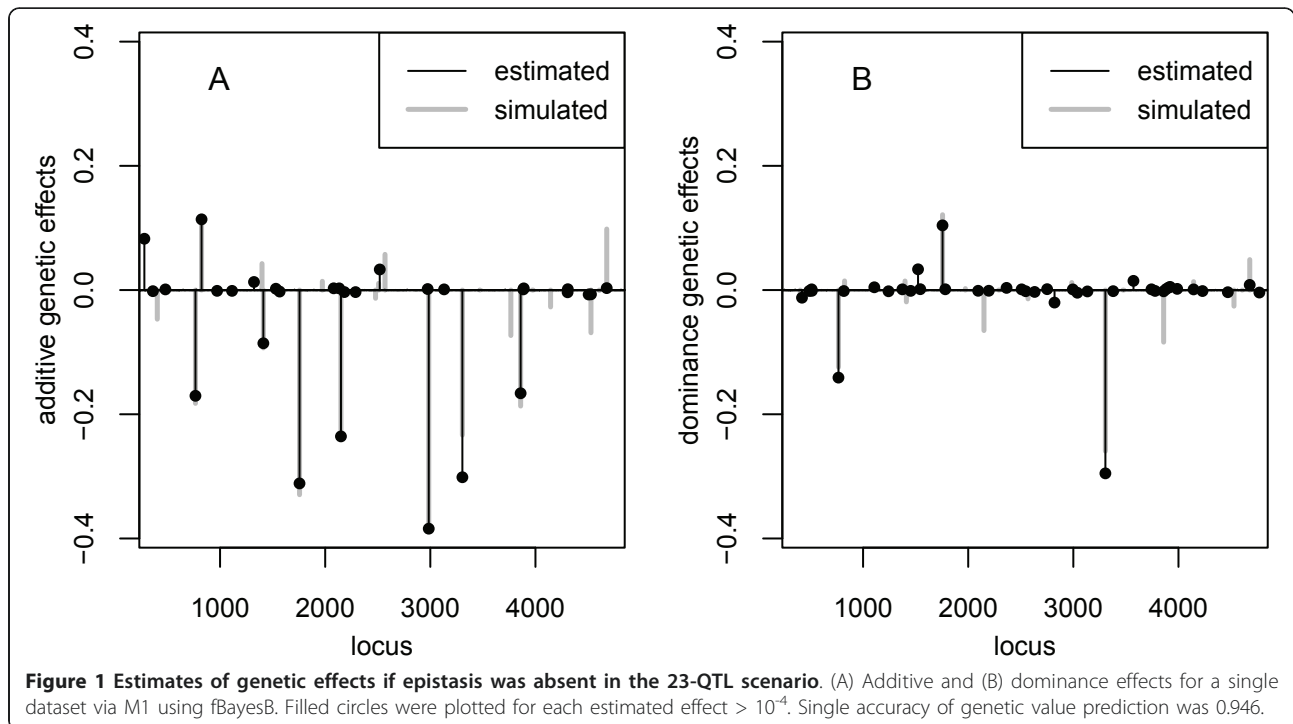 A
estimated
simulated
additive genetic effects
0.4
0.2
0.0
−0.2
−0.4
1000 2000 3000 4000
locus
B
estimated
simulated
dominance genetic effects
0.4
0.2
0.0
−0.2
−0.4
1000 2000 3000 4000
locus
Figure 1 Estimates of genetic effects if epistasis was absent in the 23-QTL scenario. (A) Additive and (B) dominance effects for a single
dataset via M1 using fBayesB. Filled circles were plotted for each estimated effect > 10⁻⁴. Single accuracy of genetic value prediction was 0.946.